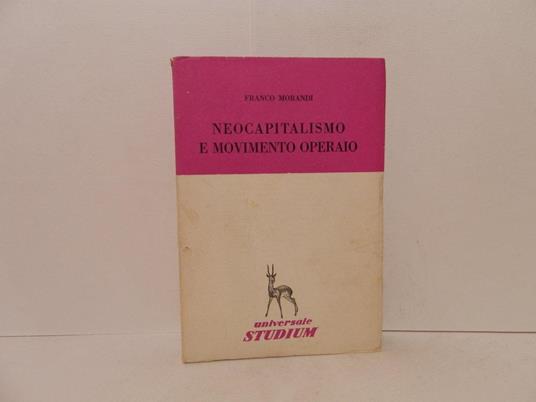 FRANCO MORANDI
NEOCAPITALISMO
E MOVIMENTO OPERAIO
universale
STUDIUM